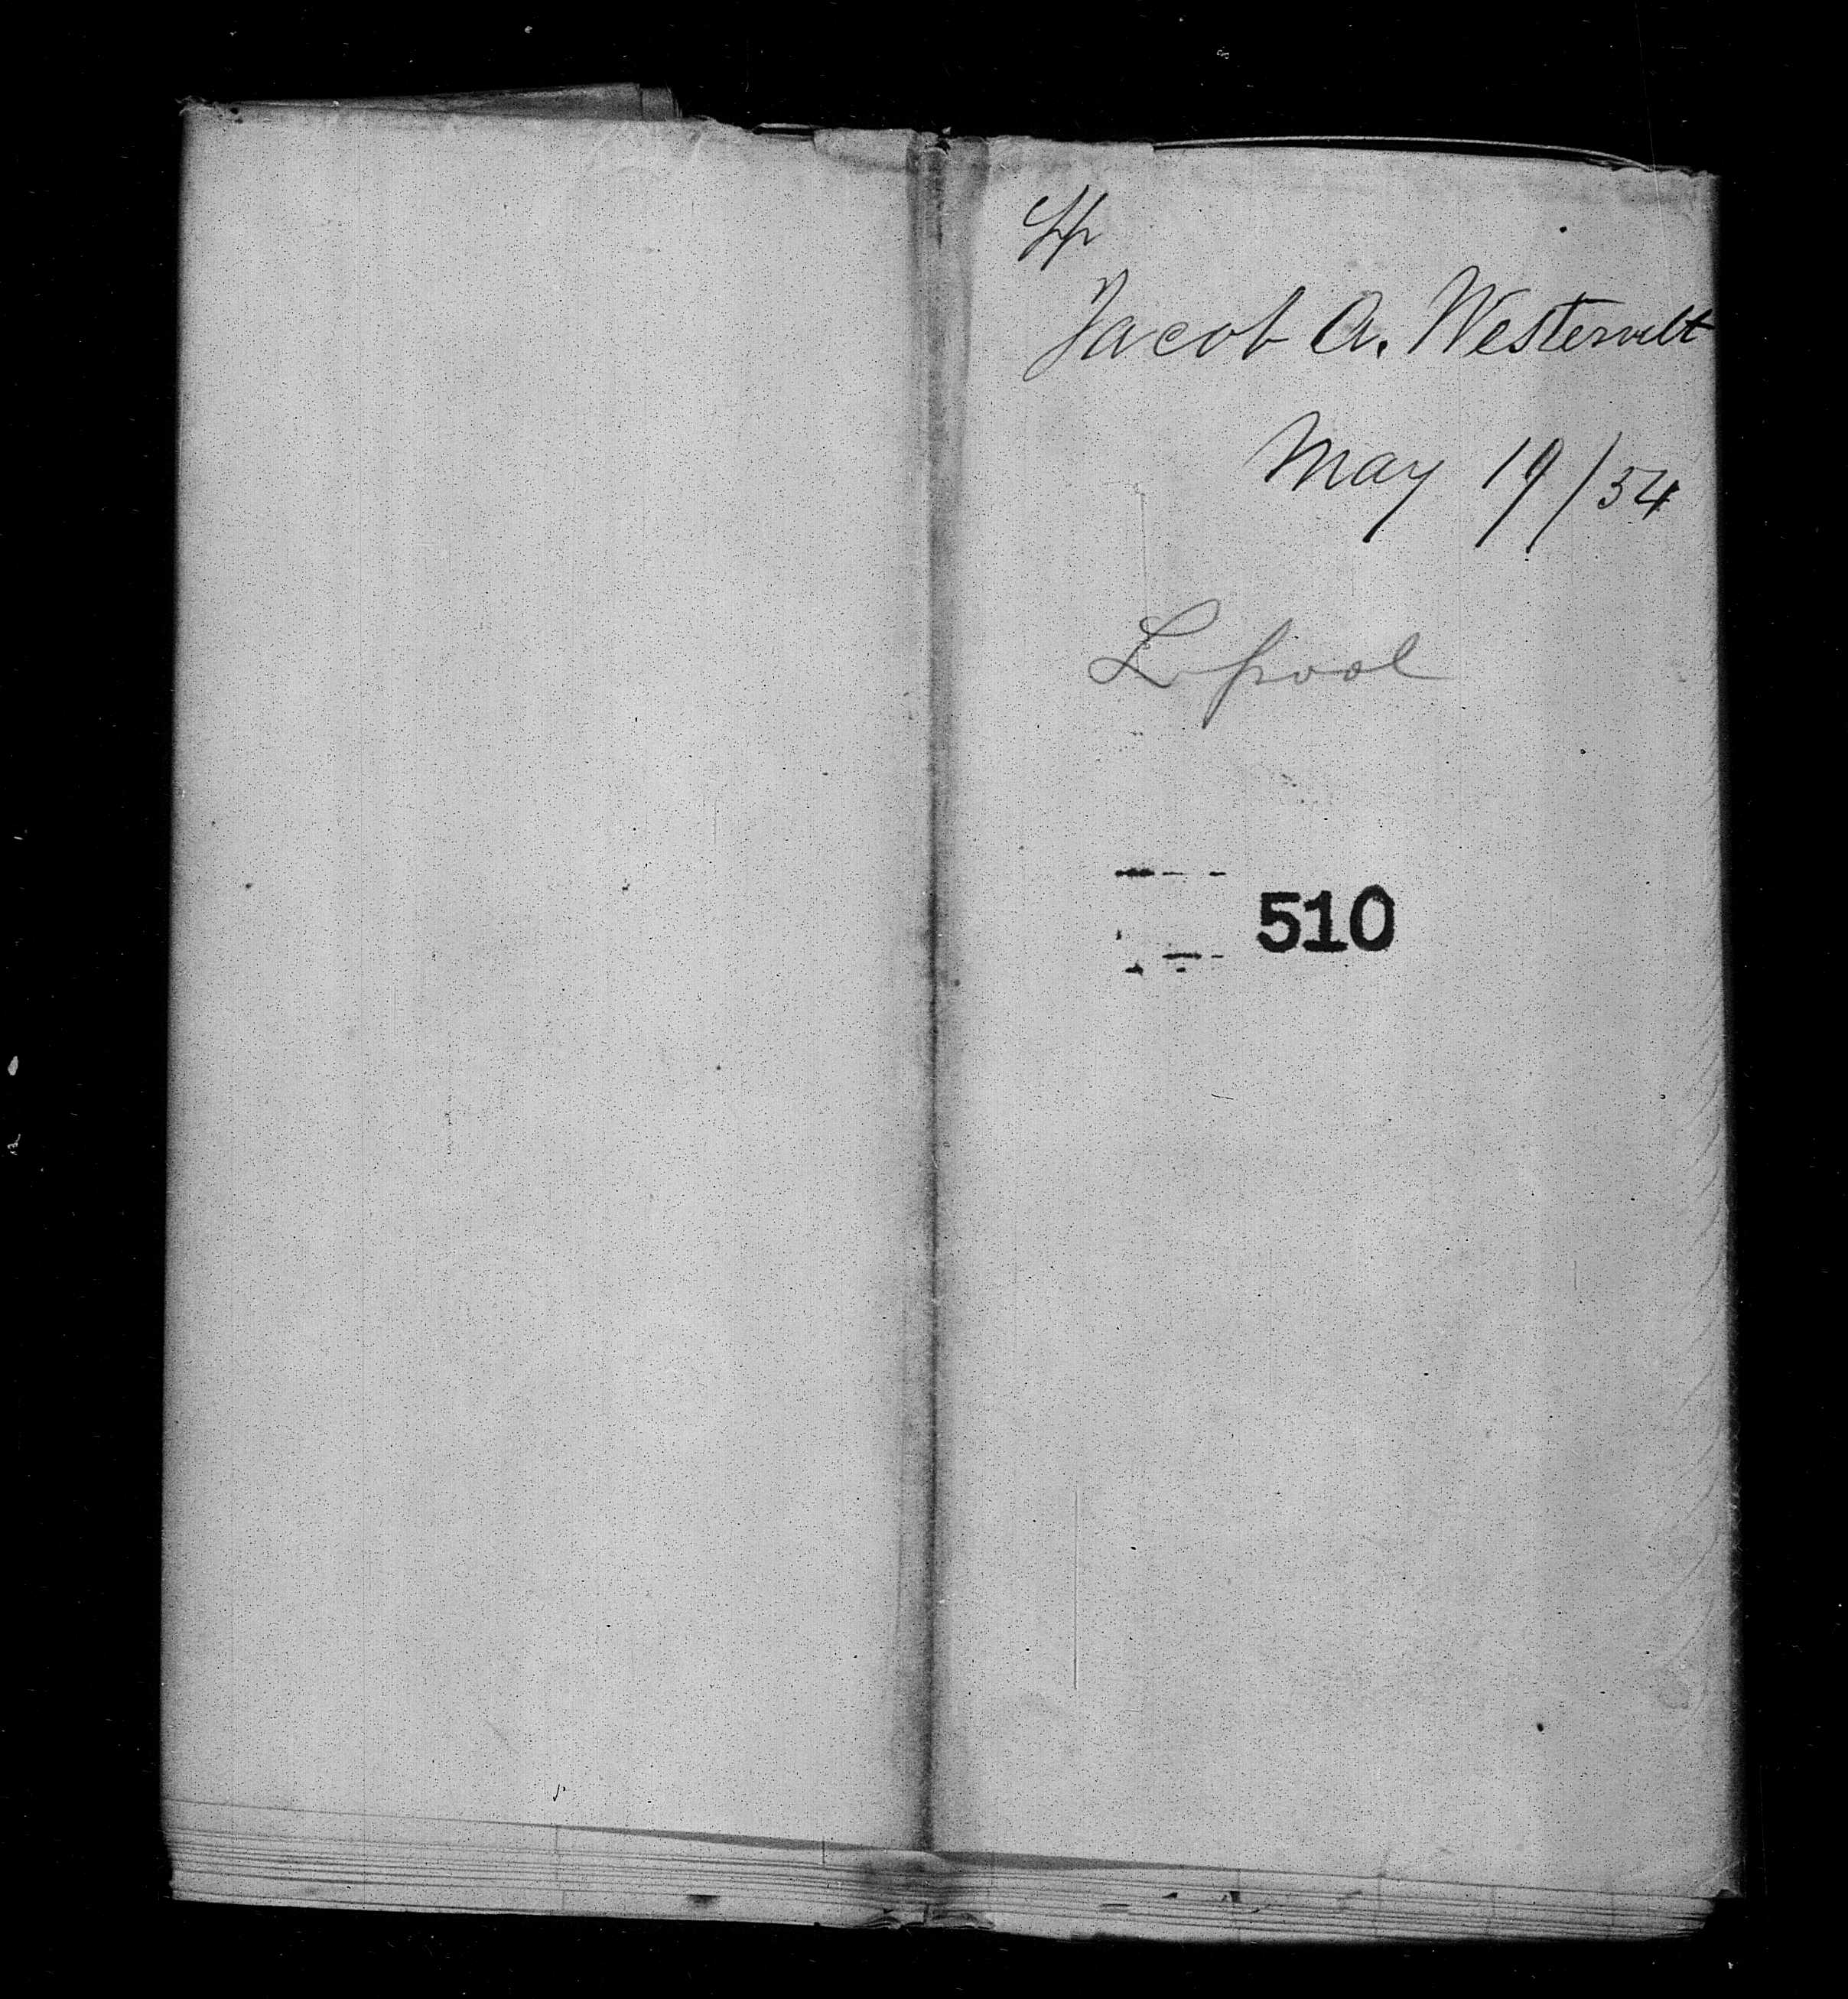 Sp
Jacob A. Westervelt
May 19/54
L.pool
510